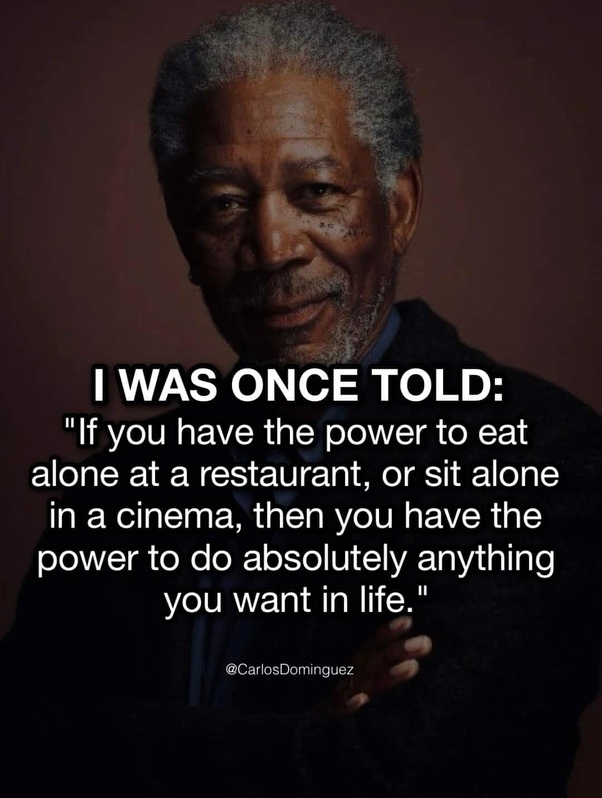 I WAS ONCE TOLD:
"If you have the power to eat
alone at a restaurant, or sit alone
in a cinema, then you have the
power to do absolutely anything
you want in life."
@CarlosDominguez